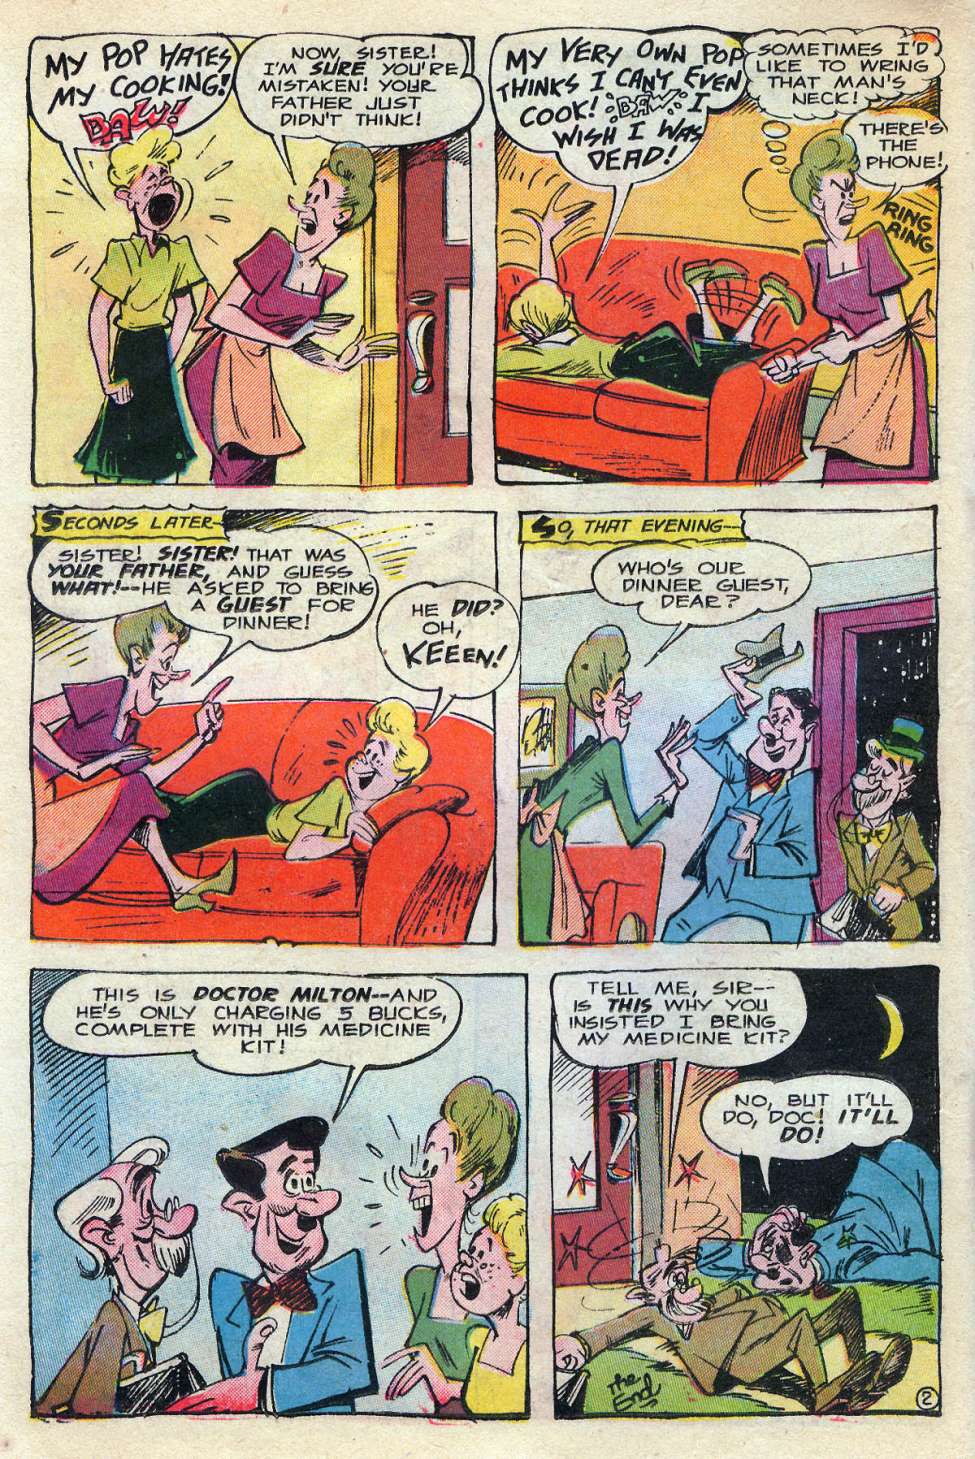 MY POP HATES
MY COOKING!
BAW!
NOW, SISTER!
I'M SURE YOU'RE
MISTAKEN! YOUR
FATHER JUST
DIDN'T THINK!
MY VERY OWN POP
THINKS I CAN'T EVEN
COOK! BAW! I
WISH I WAS
DEAD!
SOMETIMES I'D
LIKE TO WRING
THAT MAN'S
NECK!
THERE'S
THE
PHONE!
RING
RING
SECONDS LATER--
SISTER! SISTER! THAT WAS
YOUR FATHER, AND GUESS
WHAT!--HE ASKED TO BRING
A GUEST FOR
DINNER!
HE DID?
OH,
KEEEN!
SO, THAT EVENING--
WHO'S OUR
DINNER GUEST,
DEAR?
THIS IS DOCTOR MILTON--AND
HE'S ONLY CHARGING 5 BUCKS,
COMPLETE WITH HIS MEDICINE
KIT!
TELL ME, SIR--
IS THIS WHY YOU
INSISTED I BRING
MY MEDICINE KIT?
NO, BUT IT'LL
DO, DOC! IT'LL
DO!
The
End
2